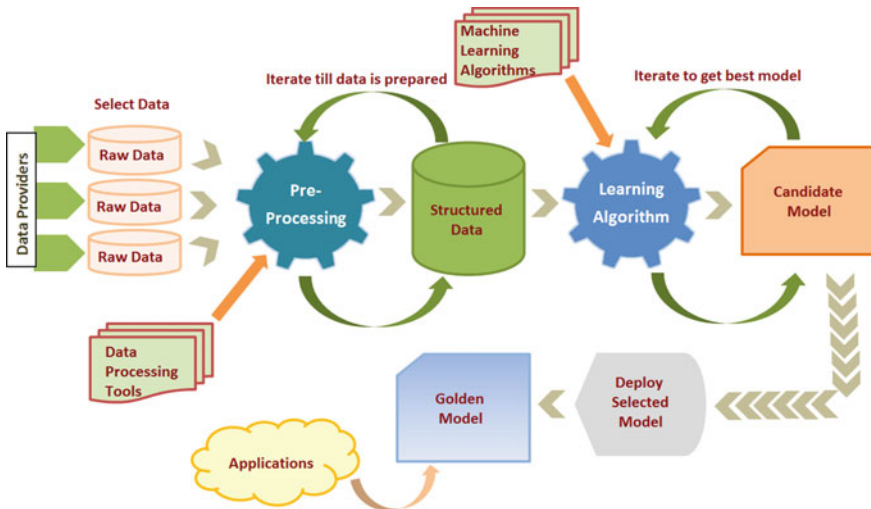 Machine
Learning
Algorithms
Iterate till data is prepared
Iterate to get best model
Select Data
Data Providers
Raw Data
Raw Data
Raw Data
Pre-
Processing
Structured
Data
Learning
Algorithm
Candidate
Model
Data
Processing
Tools
Golden
Model
Deploy
Selected
Model
Applications